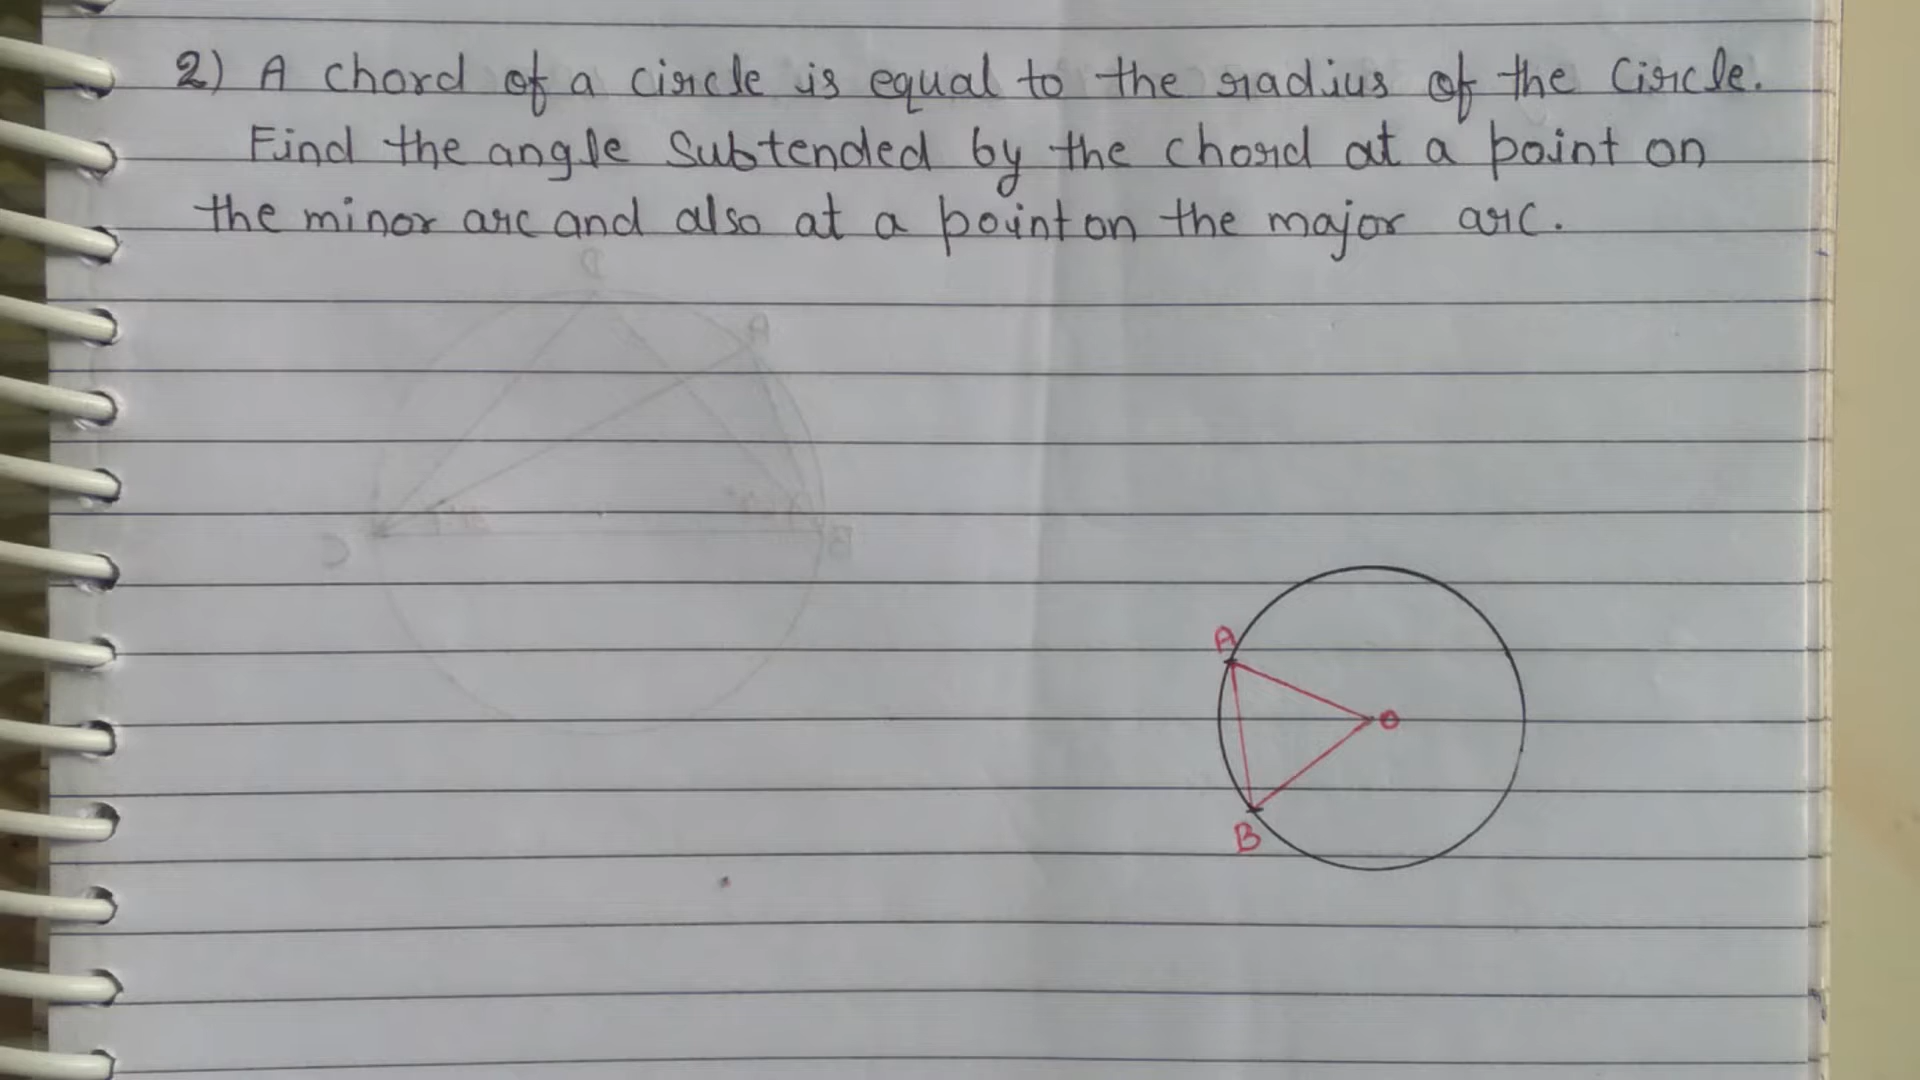 2) A chord of a circle is equal to the radius of the Circle.
Find the angle Subtended by the chord at a point on
the minor arc and also at a point on the major arc.
A
O
B